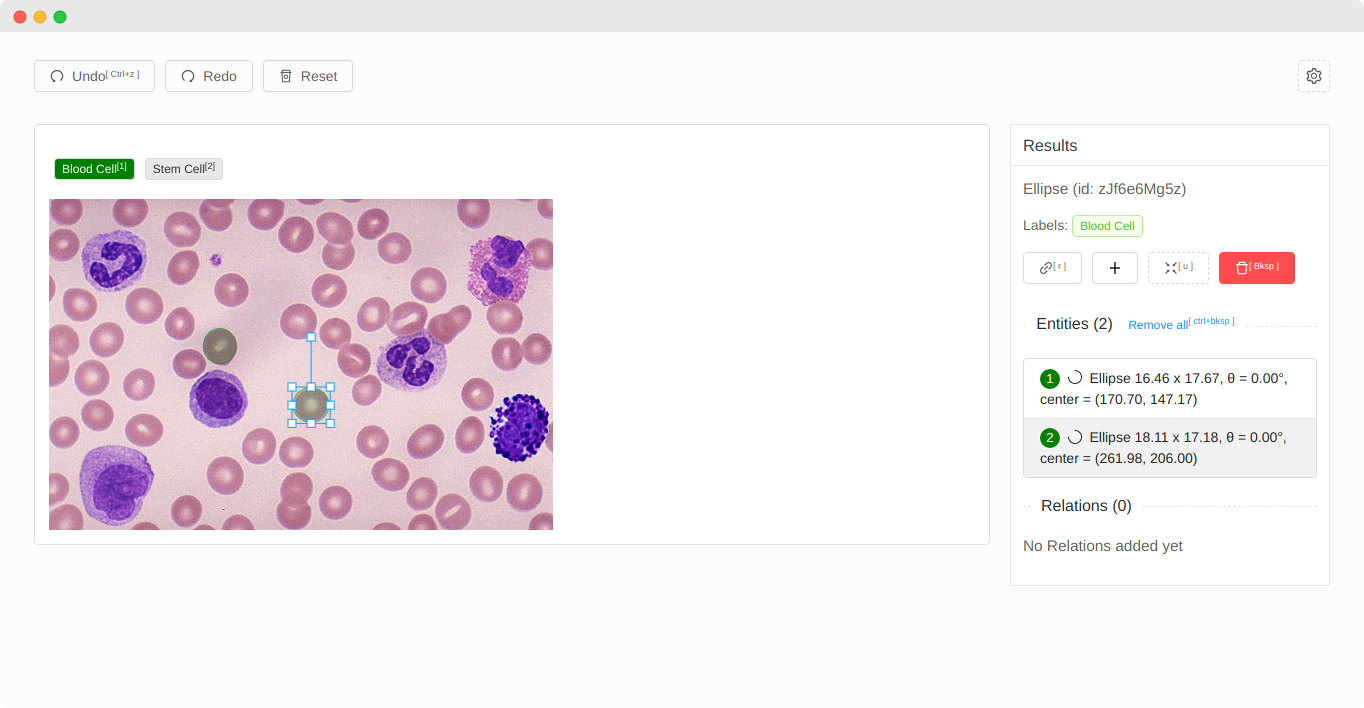 Undo[ Ctrl+z ] Redo Reset
Blood Cell[1] Stem Cell[2]
Results
Ellipse (id: zJf6e6Mg5z)
Labels: Blood Cell
[ r ] + [ u ] [ Bksp ]
Entities (2) Remove all[ ctrl+bksp ]
1 Ellipse 16.46 x 17.67, θ = 0.00°,
center = (170.70, 147.17)
2 Ellipse 18.11 x 17.18, θ = 0.00°,
center = (261.98, 206.00)
Relations (0)
No Relations added yet